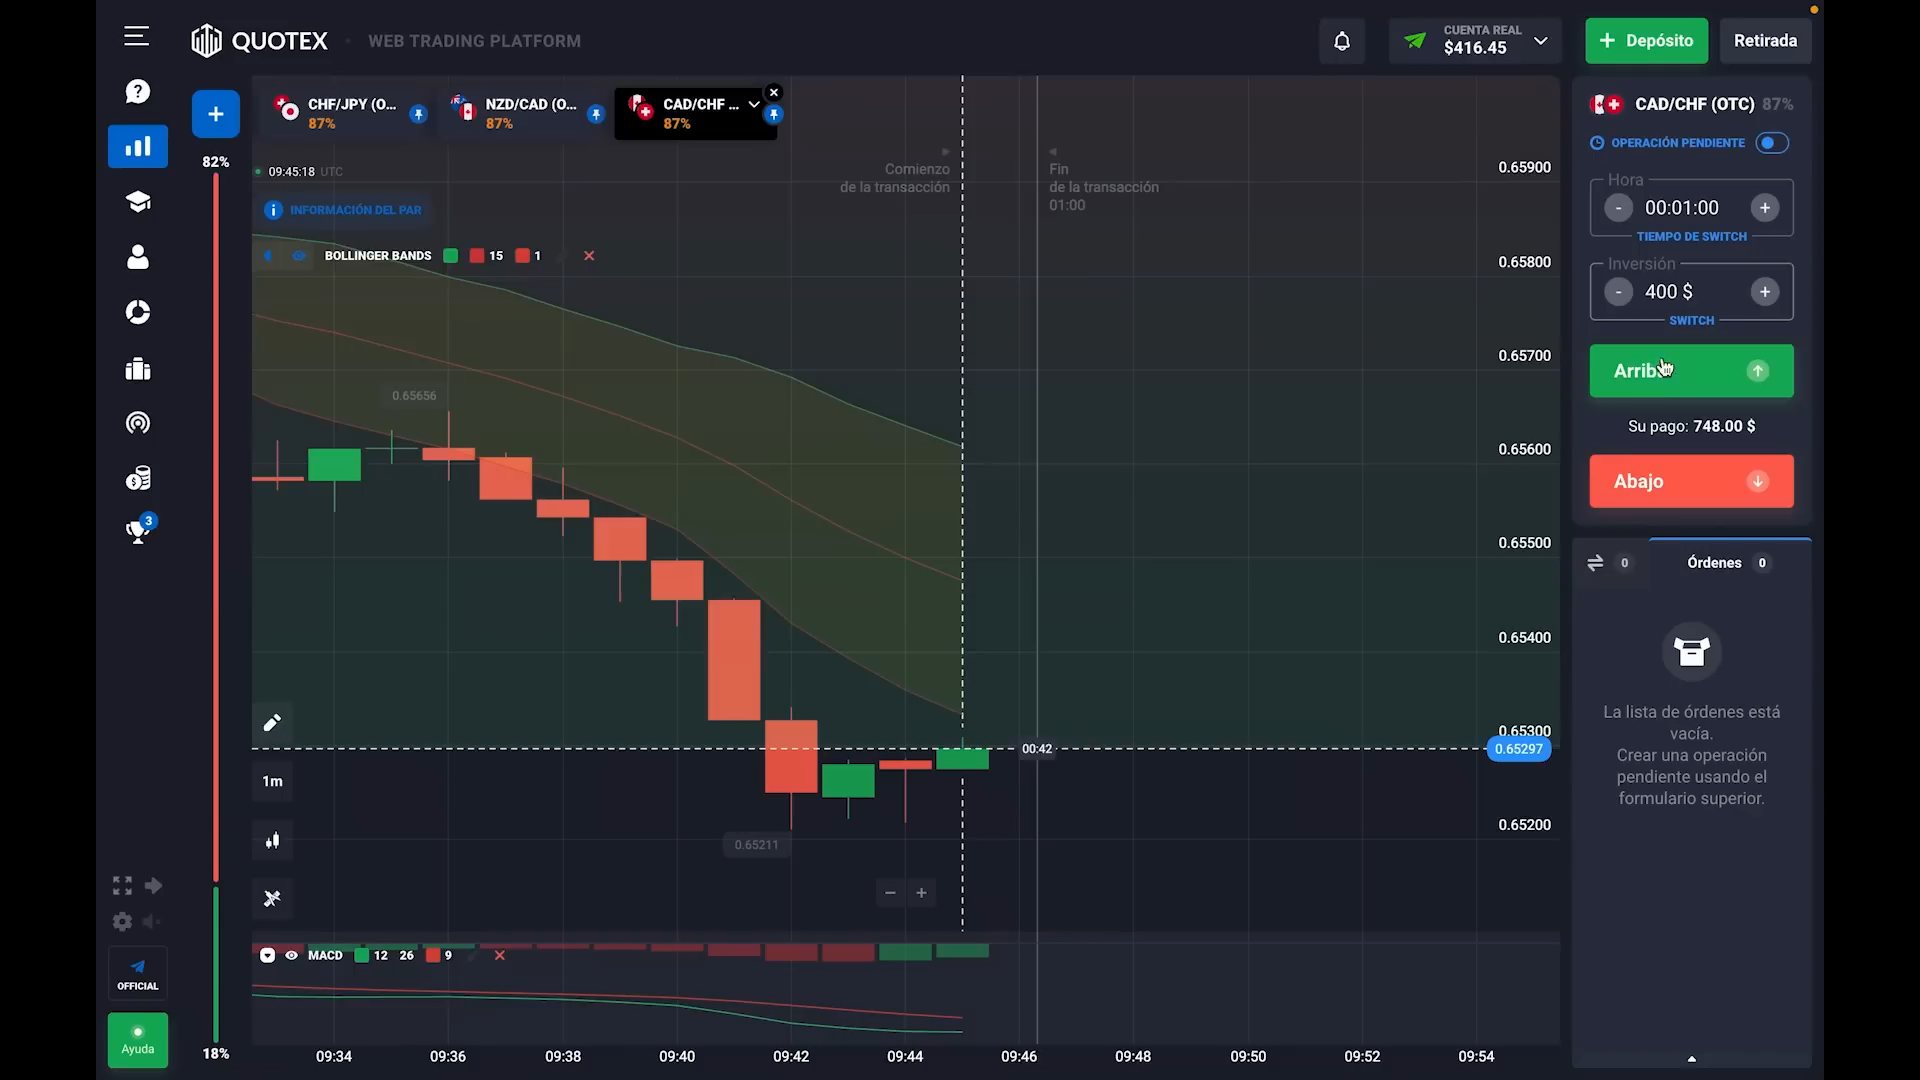 QUOTEX
WEB TRADING PLATFORM
CUENTA REAL
$416.45
Depósito
Retirada
CHF/JPY (O...
87%
NZD/CAD (O...
87%
CAD/CHF ...
87%
82%
09:45:18 UTC
INFORMACIÓN DEL PAR
BOLLINGER BANDS 15 1
Comienzo
de la transacción
Fin
de la transacción
01:00
0.65900
0.65800
0.65700
0.65600
0.65500
0.65400
0.65300
0.65297
0.65200
0.65656
0.65211
00:42
1m
MACD 12 26 9
3
OFFICIAL
Ayuda
18%
09:34
09:36
09:38
09:40
09:42
09:44
09:46
09:48
09:50
09:52
09:54
CAD/CHF (OTC) 87%
OPERACIÓN PENDIENTE
Hora
- 00:01:00 +
TIEMPO DE SWITCH
Inversión
- 400 $ +
SWITCH
Su pago: 748.00 $
Abajo
0
Órdenes 0
La lista de órdenes está
vacía.
Crear una operación
pendiente usando el
formulario superior.